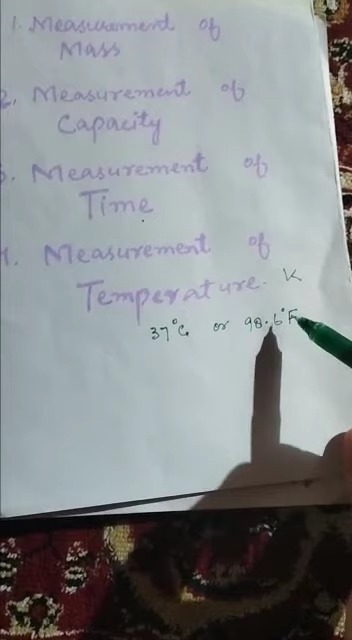 1. Measurement of
Mass
2. Measurement of
Capacity
3. Measurement of
Time
4. Measurement of
Temperature. K
37°C or 98.6°F